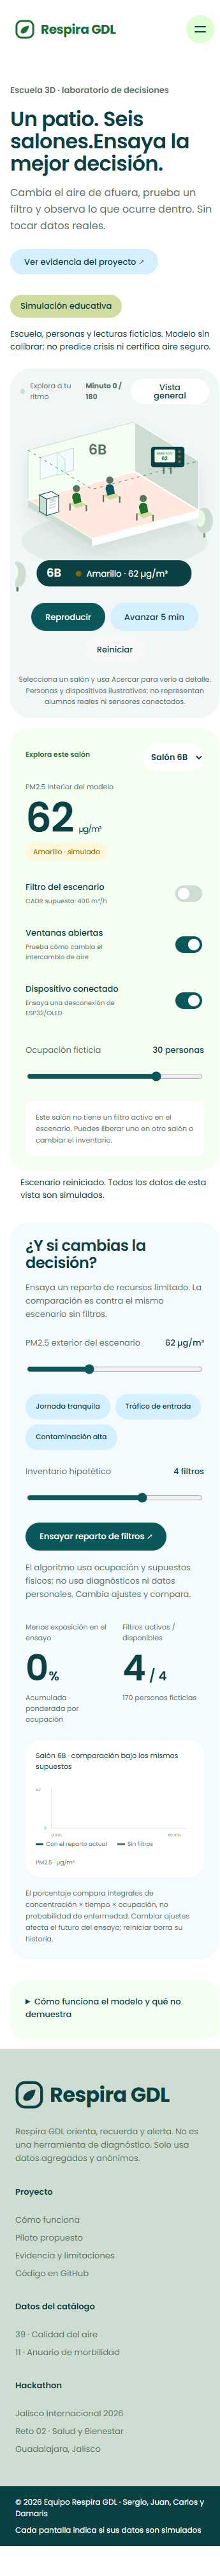 Respira GDL
Escuela 3D · laboratorio de decisiones
Un patio. Seis
salones.Ensaya la
mejor decisión.
Cambia el aire de afuera, prueba un
filtro y observa lo que ocurre dentro. Sin
tocar datos reales.
Ver evidencia del proyecto ↗
Simulación educativa
Escuela, personas y lecturas ficticias. Modelo sin
calibrar; no predice crisis ni certifica aire seguro.
Explora a tu
ritmo
Minuto 0 /
180
Vista
general
6B
62
6B
Amarillo · 62 µg/m³
Reproducir
Avanzar 5 min
Reiniciar
Selecciona un salón y usa Acercar para verlo a detalle.
Personas y dispositivos ilustrativos; no representan
alumnos reales ni sensores conectados.
Explora este salón
Salón 6B
PM2.5 interior del modelo
62 µg/m³
Amarillo · simulado
Filtro del escenario
CADR supuesto: 400 m³/h
Ventanas abiertas
Prueba cómo cambia el
intercambio de aire
Dispositivo conectado
Ensaya una desconexión de
ESP32/OLED
Ocupación ficticia
30 personas
Este salón no tiene un filtro activo en el
escenario. Puedes liberar uno en otro salón o
cambiar el inventario.
Escenario reiniciado. Todos los datos de esta
vista son simulados.
¿Y si cambias la
decisión?
Ensaya un reparto de recursos limitado. La
comparación es contra el mismo
escenario sin filtros.
PM2.5 exterior del escenario
62 µg/m³
Jornada tranquila
Tráfico de entrada
Contaminación alta
Inventario hipotético
4 filtros
Ensayar reparto de filtros ↗
El algoritmo usa ocupación y supuestos
físicos; no usa diagnósticos ni datos
personales. Cambia ajustes y compara.
Menos exposición en el
ensayo
0%
Acumulada ·
ponderada por
ocupación
Filtros activos /
disponibles
4 / 4
170 personas ficticias
Salón 6B · comparación bajo los mismos
supuestos
0
Con el reparto actual
Sin filtros
PM2.5 · µg/m³
El porcentaje compara integrales de
concentración × tiempo × ocupación, no
probabilidad de enfermedad. Cambiar ajustes
afecta el futuro del ensayo; reiniciar borra su
historia.
Cómo funciona el modelo y qué no
demuestra
Respira GDL
Respira GDL orienta, recuerda y alerta. No es
una herramienta de diagnóstico. Solo usa
datos agregados y anónimos.
Proyecto
Cómo funciona
Piloto propuesto
Evidencia y limitaciones
Código en GitHub
Datos del catálogo
39 · Calidad del aire
11 · Anuario de morbilidad
Hackathon
Jalisco Internacional 2026
Reto 02 · Salud y Bienestar
Guadalajara, Jalisco
© 2026 Equipo Respira GDL · Sergio, Juan, Carlos y
Damaris
Cada pantalla indica si sus datos son simulados